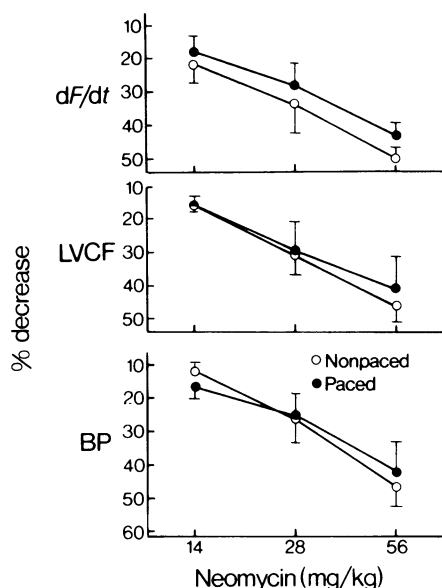 10
20
dF/dt 30
40
50
10
20
LVCF 30
40
50
% decrease
○ Nonpaced
● Paced
10
20
BP 30
40
50
60
14 28 56
Neomycin (mg/kg)